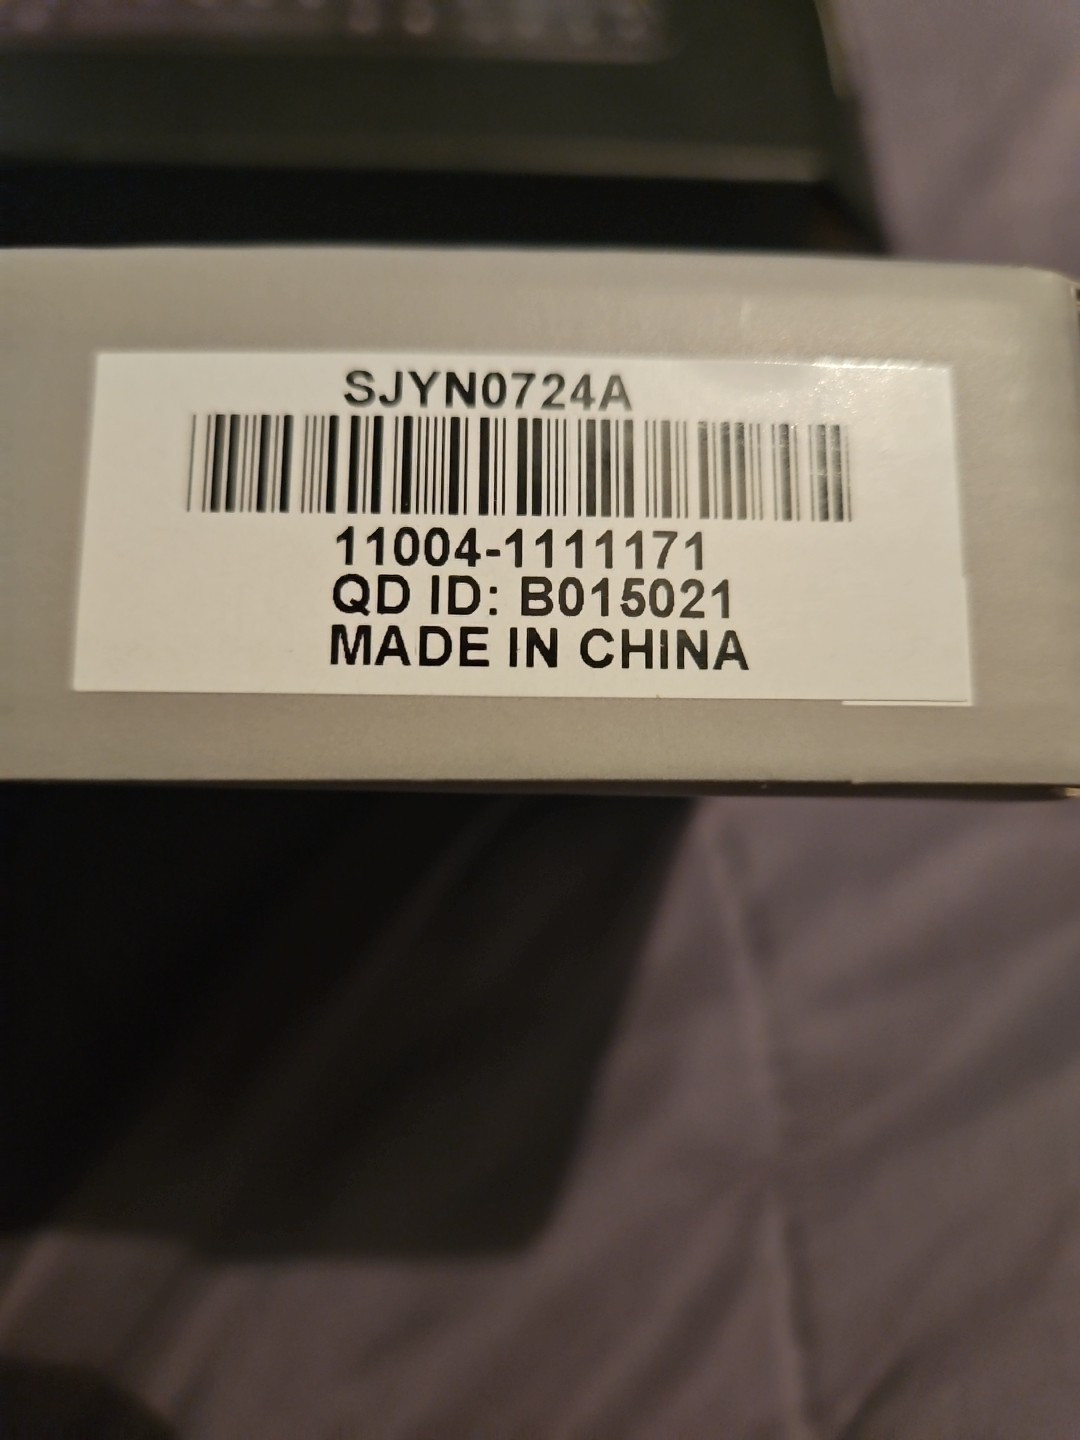 SJYN0724A
11004-1111171
QD ID: B015021
MADE IN CHINA